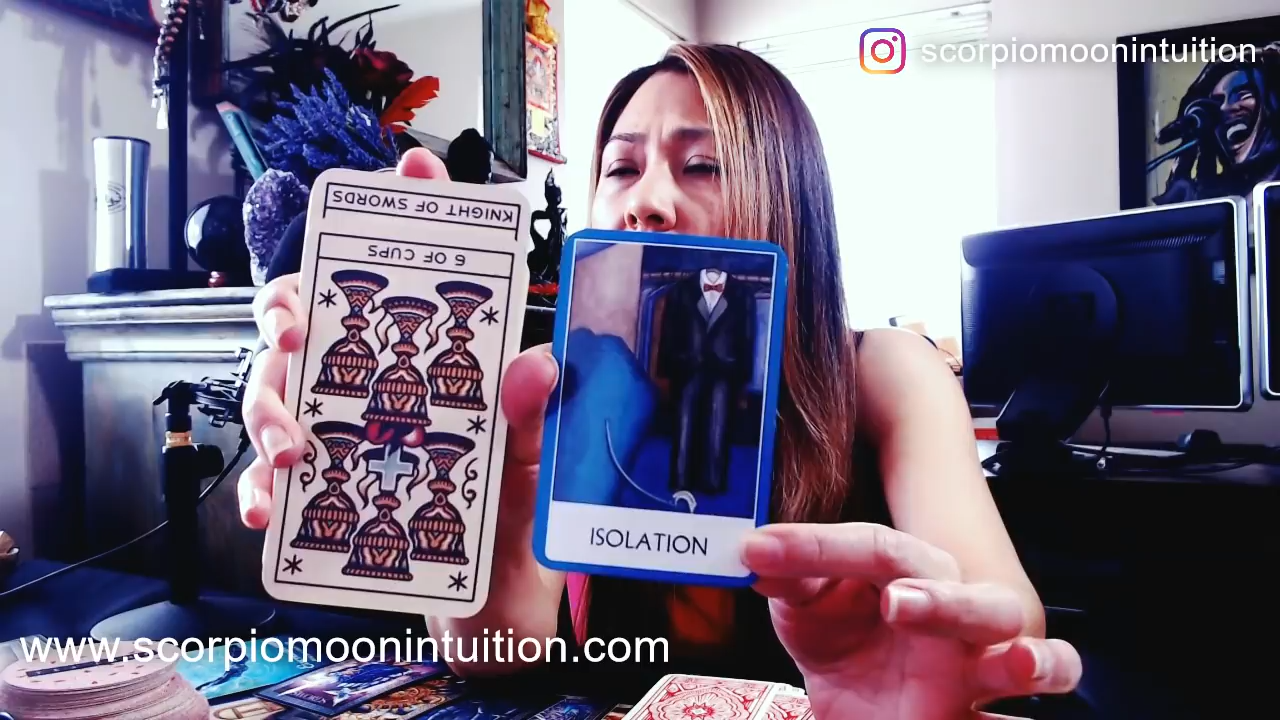 scorpiomoonintuition
KNIGHT OF SWORDS
6 OF CUPS
ISOLATION
www.scorpiomoonintuition.com